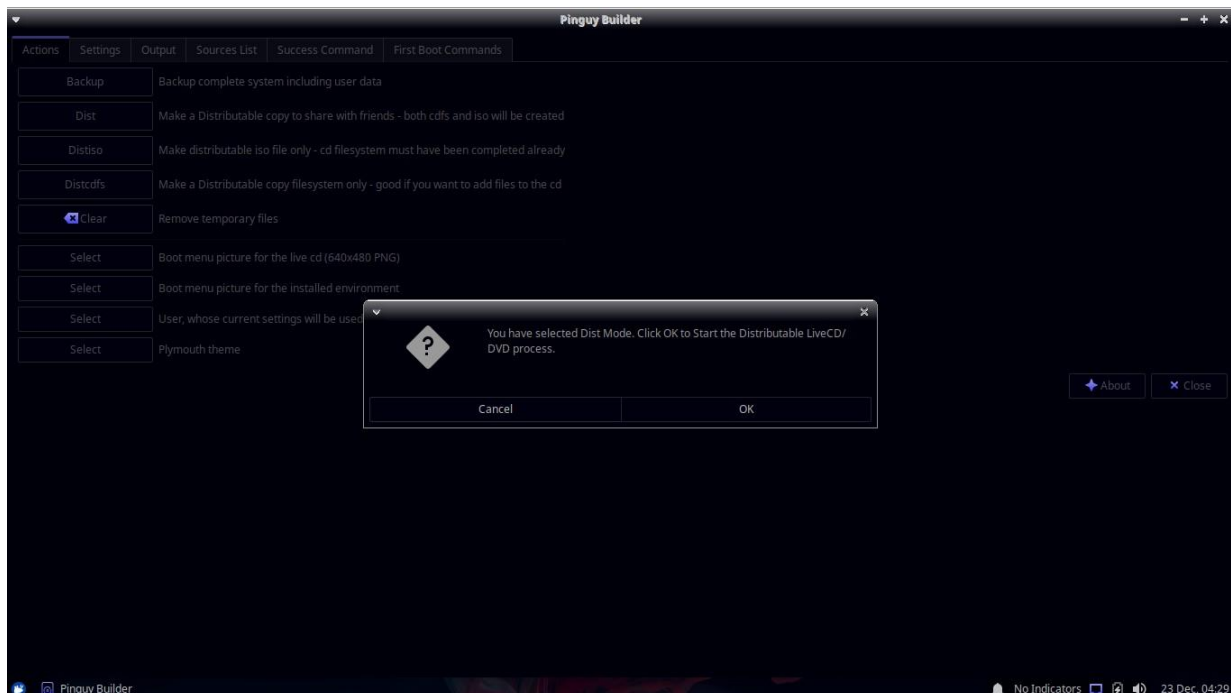 Pinguy Builder
Actions Settings Output Sources List Success Command First Boot Commands
Backup Backup complete system including user data
Dist Make a Distributable copy to share with friends - both cdfs and iso will be created
Distiso Make distributable iso file only - cd filesystem must have been completed already
Distcdfs Make a Distributable copy filesystem only - good if you want to add files to the cd
Clear Remove temporary files
Select Boot menu picture for the live cd (640x480 PNG)
Select Boot menu picture for the installed environment
Select User, whose current settings will be used
Select Plymouth theme
You have selected Dist Mode. Click OK to Start the Distributable LiveCD/
DVD process.
Cancel OK
About Close
Pinguy Builder No Indicators 23 Dec, 04:29